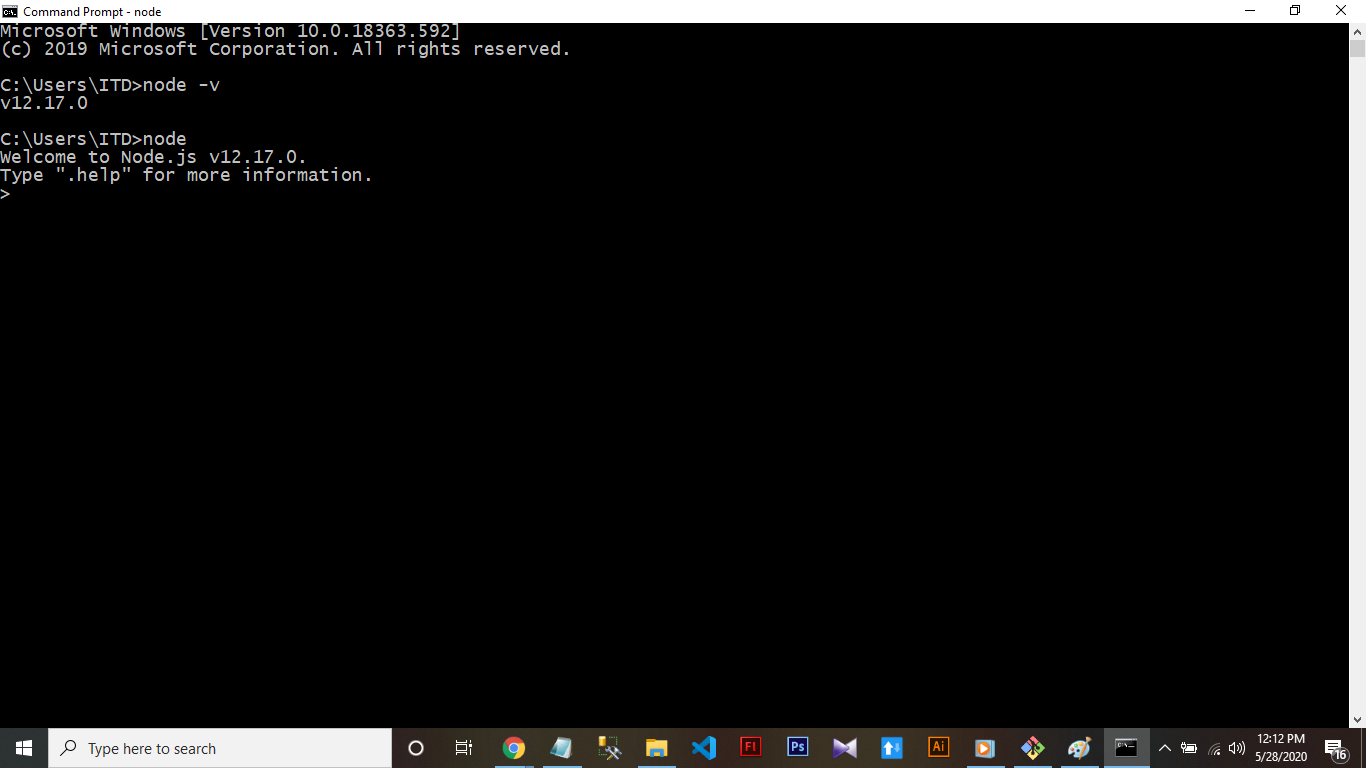 Command Prompt - node
Microsoft Windows [Version 10.0.18363.592]
(c) 2019 Microsoft Corporation. All rights reserved.
C:\Users\ITD>node -v
v12.17.0
C:\Users\ITD>node
Welcome to Node.js v12.17.0.
Type ".help" for more information.
>
Type here to search
Fl
Ps
Ai
12:12 PM
5/28/2020
16